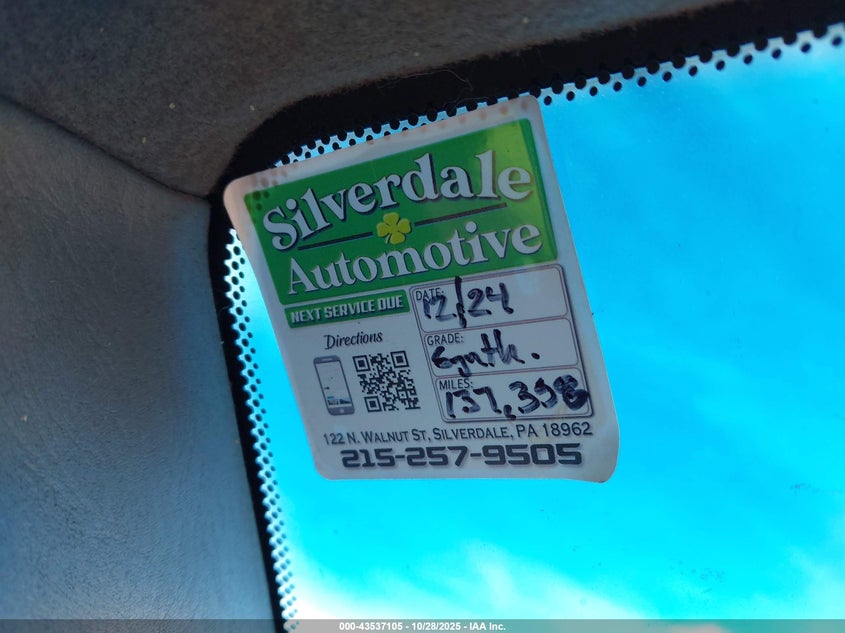 Silverdale
Automotive
NEXT SERVICE DUE
DATE:
12/24
Directions
GRADE:
Synth.
MILES:
137,358
122 N. WALNUT ST, SILVERDALE, PA 18962
215-257-9505
000-43537105 - 10/28/2025 - IAA Inc.